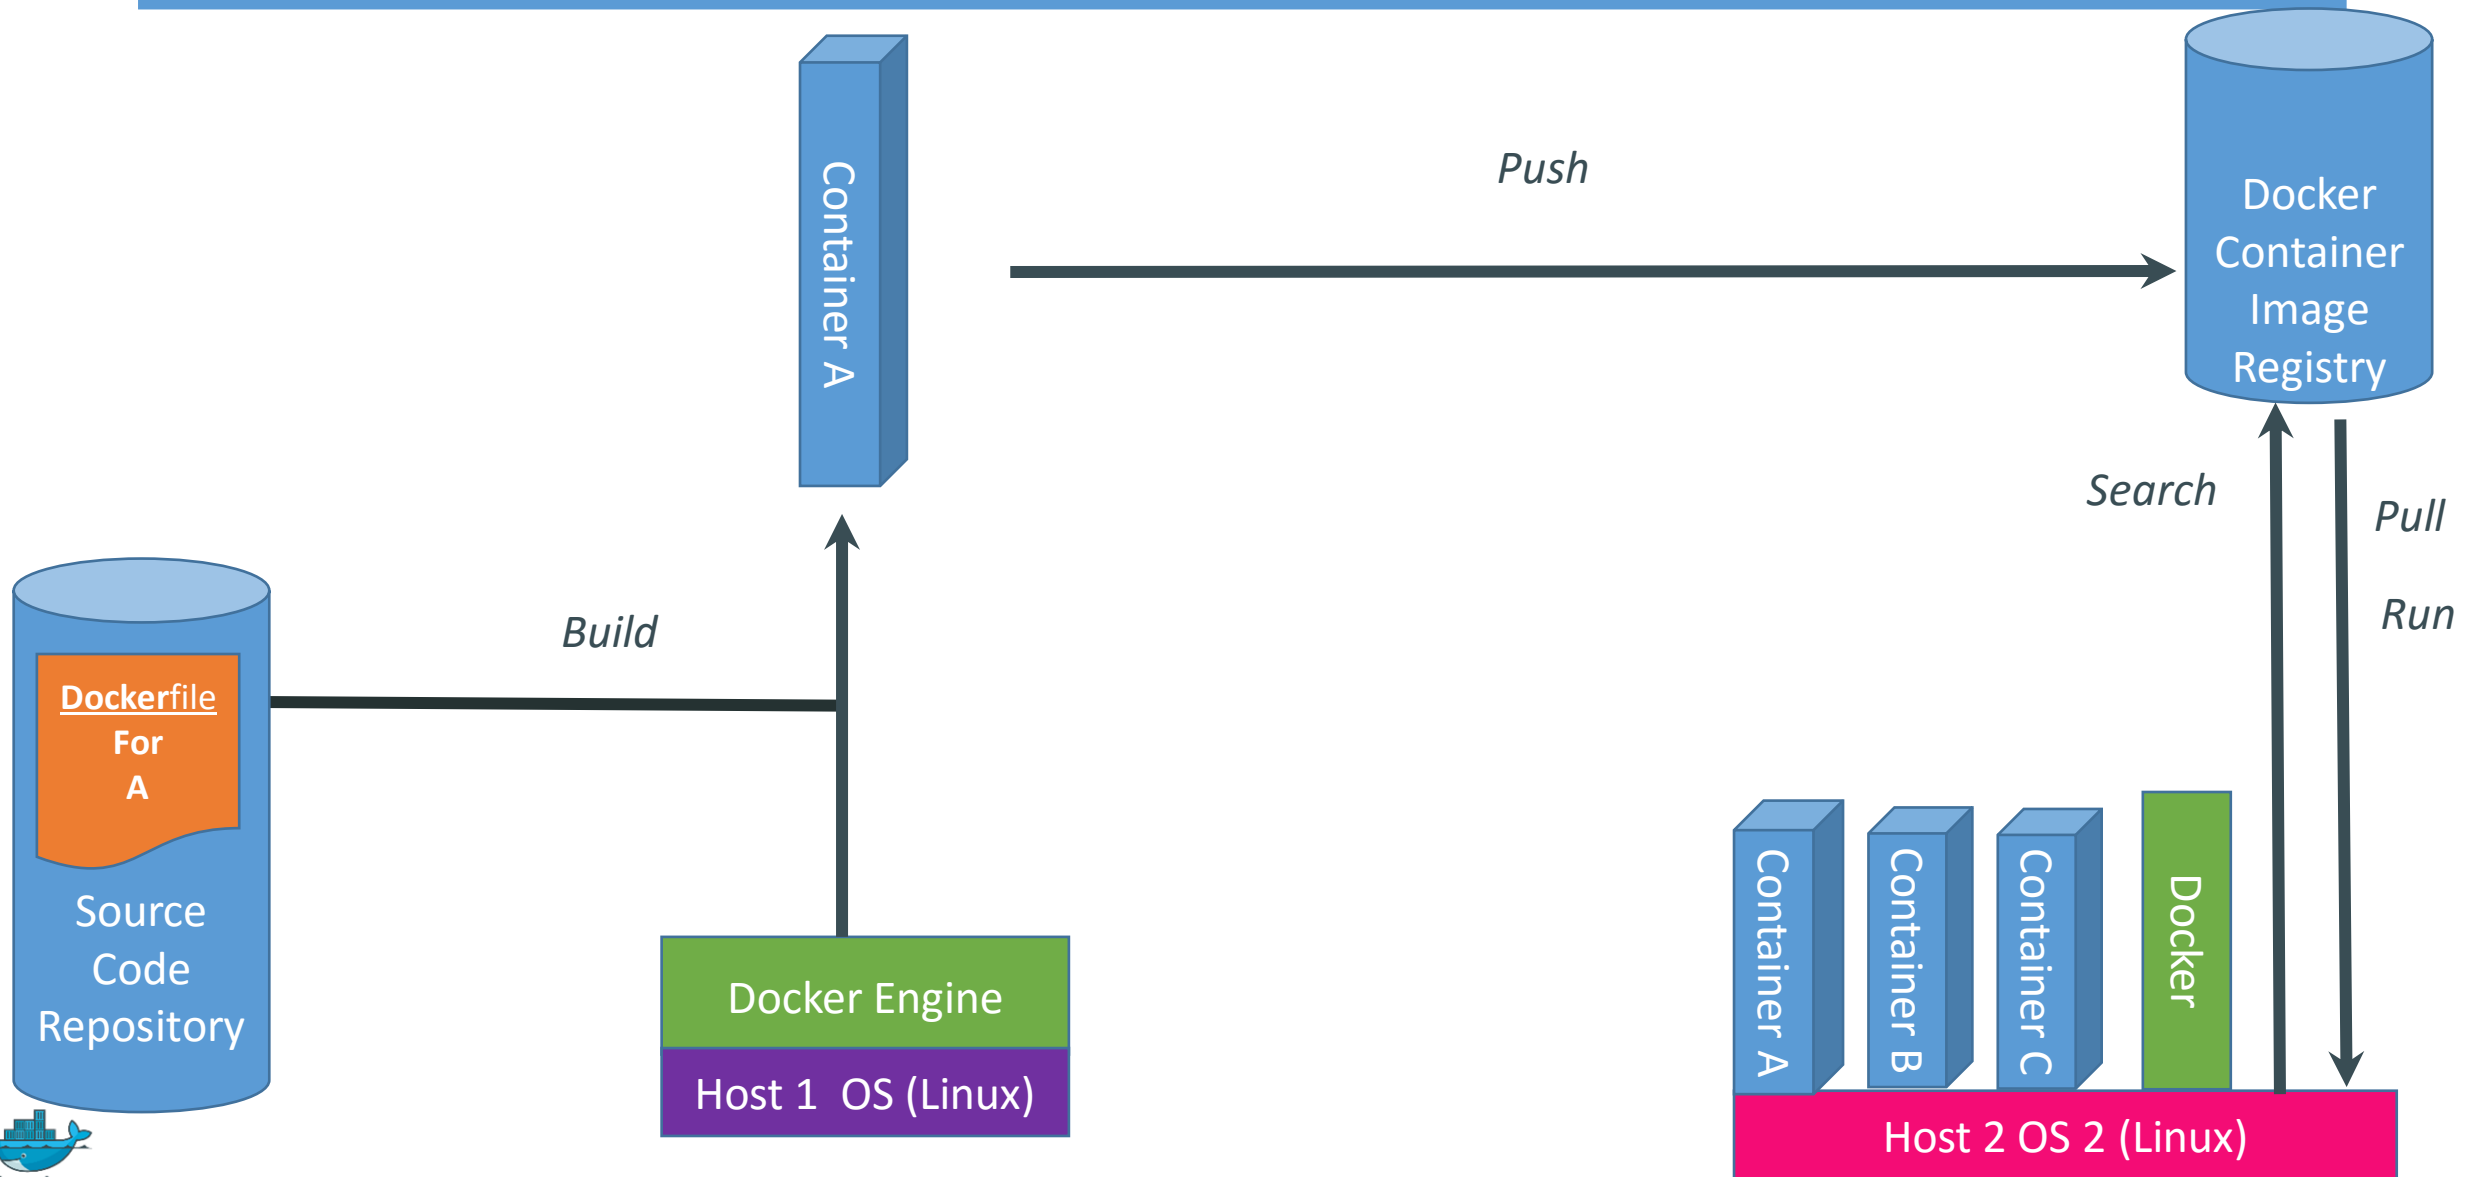 Container A
Push
Docker
Container
Image
Registry
Search
Pull
Run
Build
Dockerfile
For
A
Source
Code
Repository
Docker Engine
Host 1 OS (Linux)
Container A
Container B
Container C
Docker
Host 2 OS 2 (Linux)